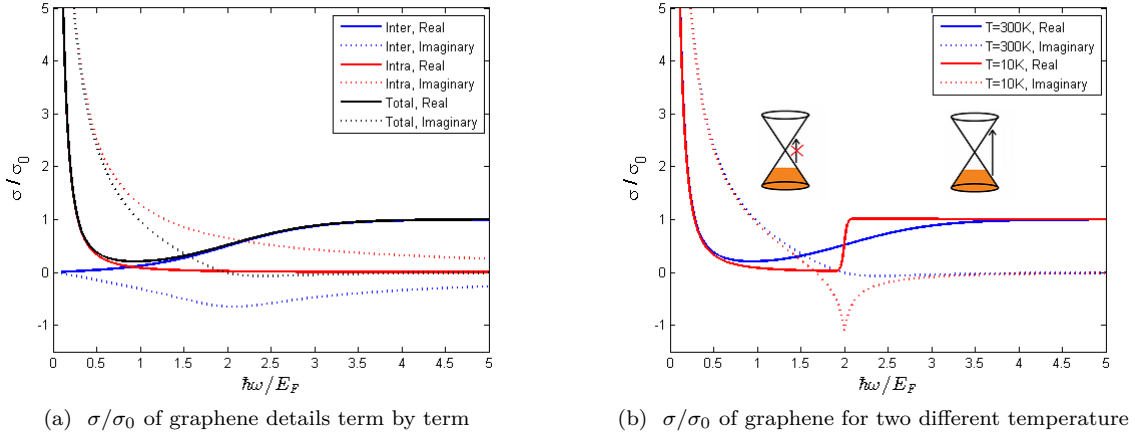 5
4
3
2
1
0
-1
σ/σ0
0
0.5
1
1.5
2
2.5
3
3.5
4
4.5
5
ℏω/E_F
Inter, Real
Inter, Imaginary
Intra, Real
Intra, Imaginary
Total, Real
Total, Imaginary
(a) σ/σ0 of graphene details term by term
5
4
3
2
1
0
-1
σ/σ0
0
0.5
1
1.5
2
2.5
3
3.5
4
4.5
5
ℏω/E_F
T=300K, Real
T=300K, Imaginary
T=10K, Real
T=10K, Imaginary
(b) σ/σ0 of graphene for two different temperature